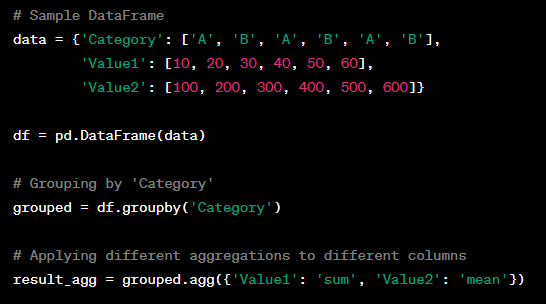 # Sample DataFrame
data = {'Category': ['A', 'B', 'A', 'B', 'A', 'B'],
        'Value1': [10, 20, 30, 40, 50, 60],
        'Value2': [100, 200, 300, 400, 500, 600]}
df = pd.DataFrame(data)
# Grouping by 'Category'
grouped = df.groupby('Category')
# Applying different aggregations to different columns
result_agg = grouped.agg({'Value1': 'sum', 'Value2': 'mean'})